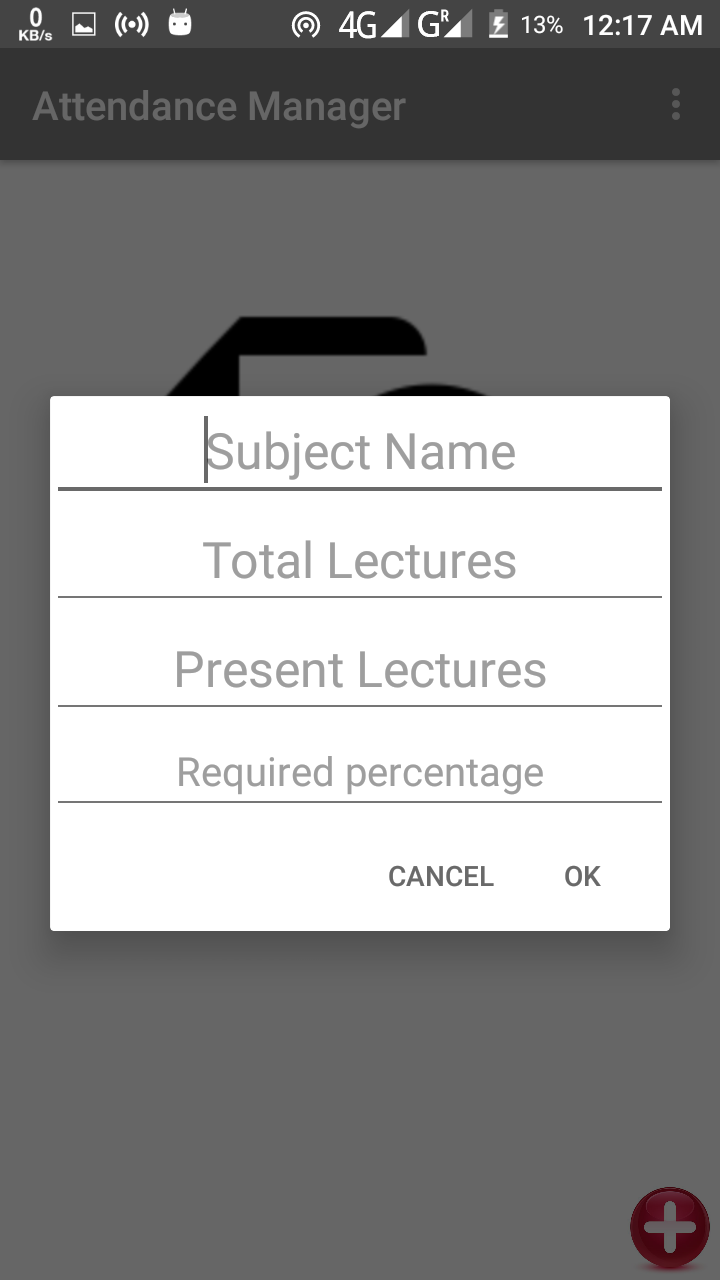 0 KB/s 4G G R 13% 12:17 AM
Attendance Manager
Subject Name
Total Lectures
Present Lectures
Required percentage
CANCEL OK